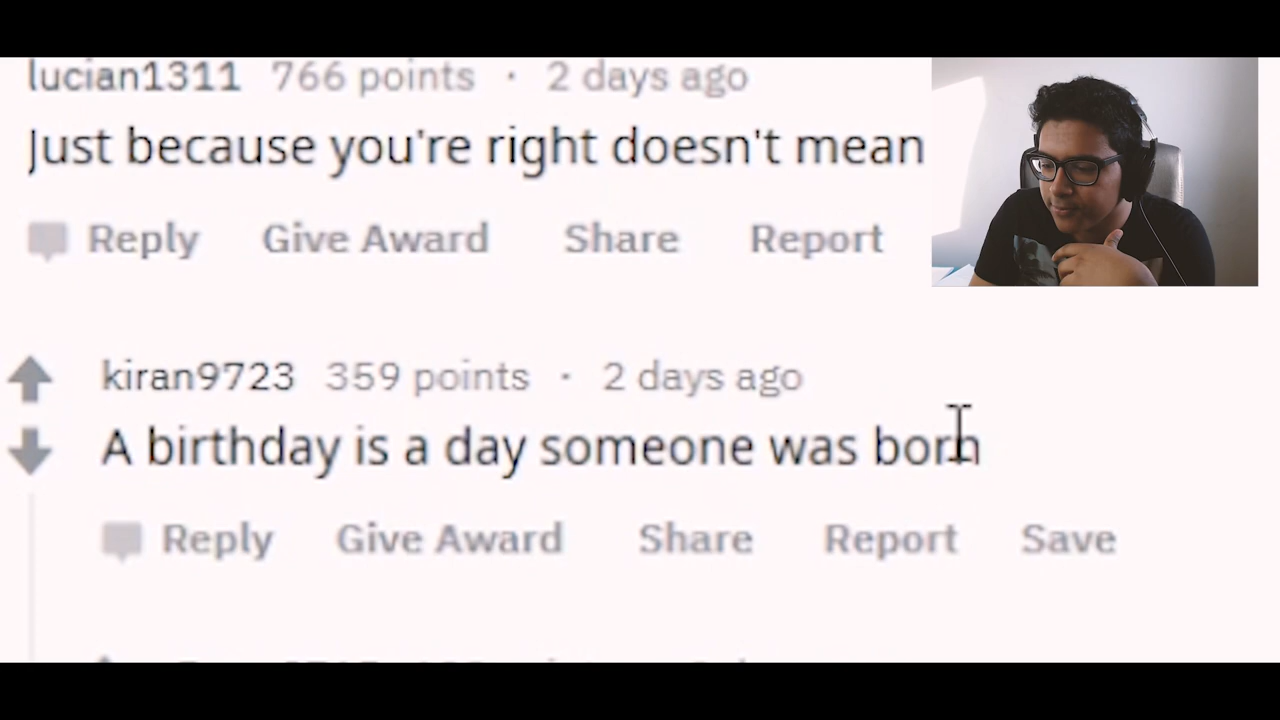 lucian1311 766 points · 2 days ago
Just because you're right doesn't mean
Reply Give Award Share Report
kiran9723 359 points · 2 days ago
A birthday is a day someone was born
Reply Give Award Share Report Save